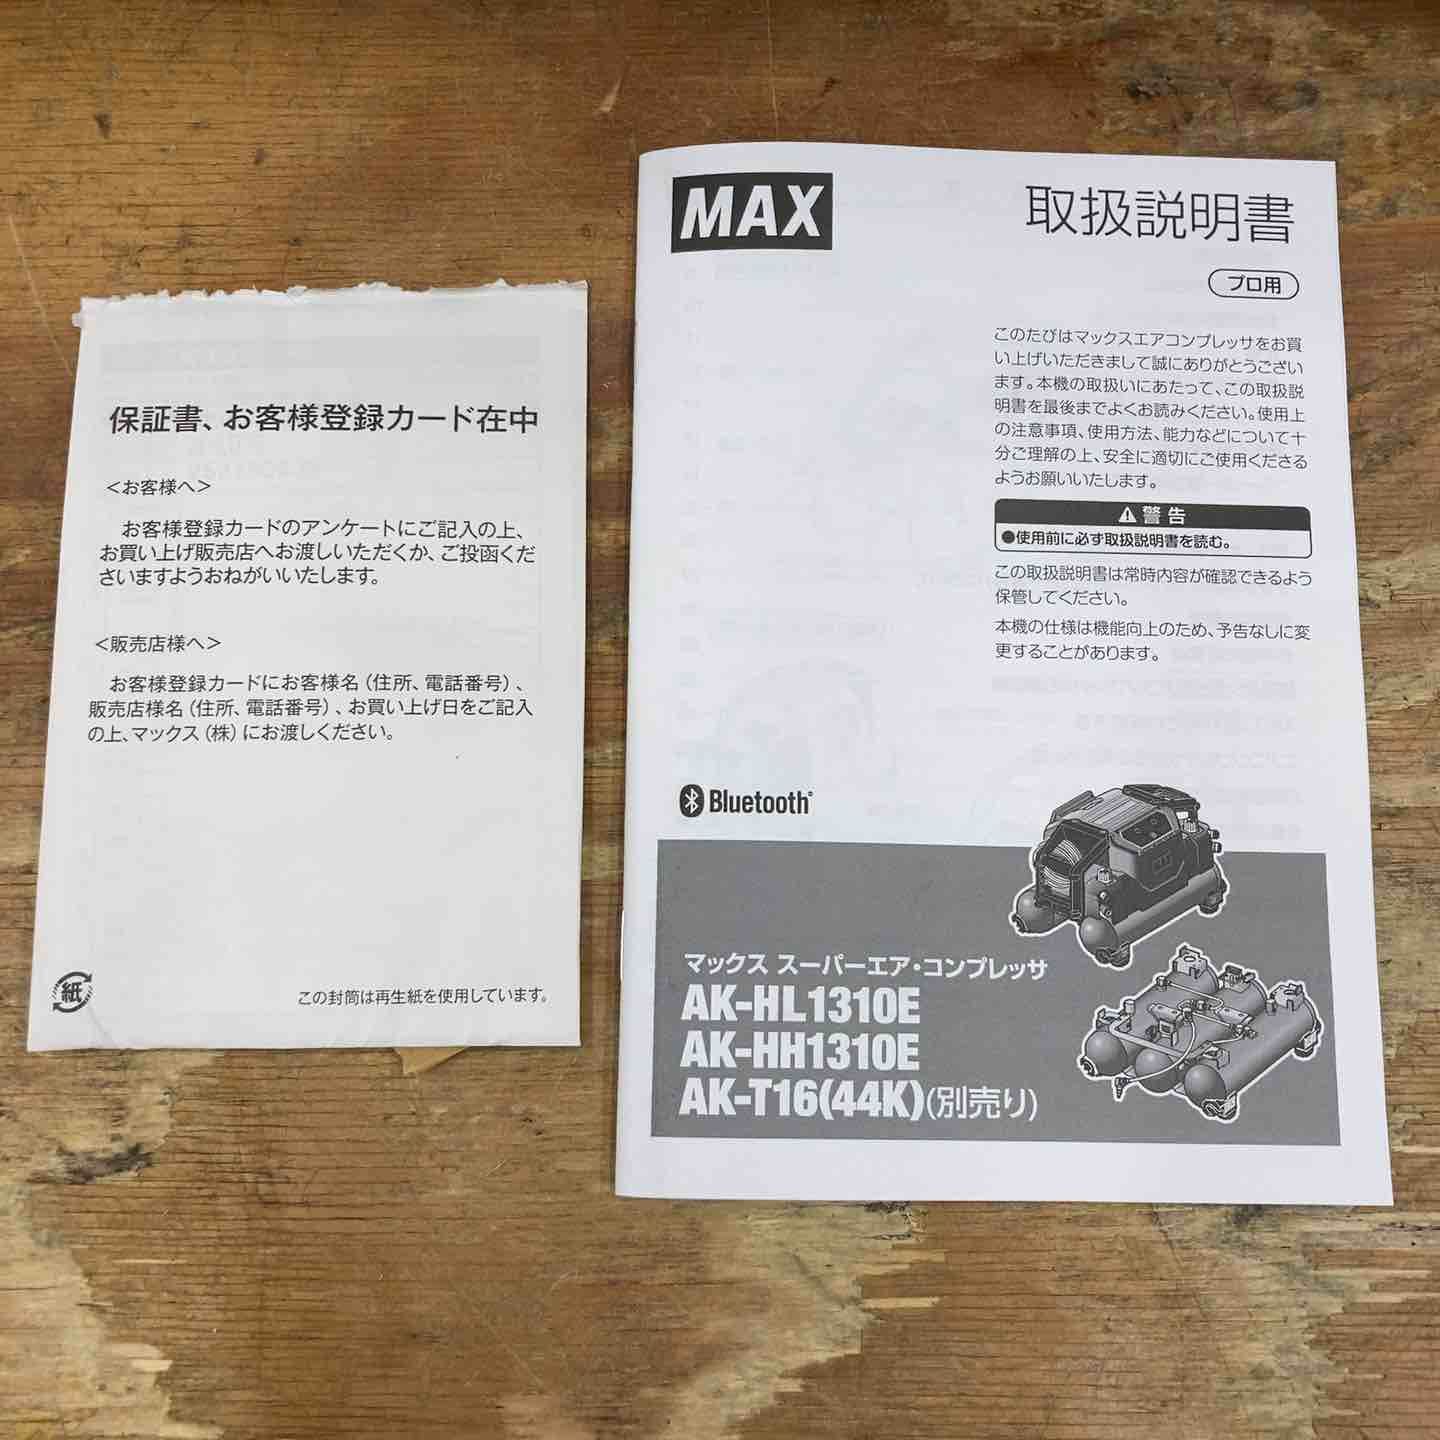 保証書、お客様登録カード在中
<お客様へ>
お客様登録カードのアンケートにご記入の上、
お買い上げ販売店へお渡しいただくか、ご投函くだ
さいますようおねがいいたします。
<販売店様へ>
お客様登録カードにお客様名(住所、電話番号)、
販売店様名(住所、電話番号)、お買い上げ日をご記入
の上、マックス(株)にお渡しください。
紙
この封筒は再生紙を使用しています。
MAX
取扱説明書
プロ用
このたびはマックスエアコンプレッサをお買
い上げいただきまして誠にありがとうござい
ます。本機の取扱いにあたって、この取扱説
明書を最後までよくお読みください。使用上
の注意事項、使用方法、能力などについて十
分ご理解の上、安全に適切にご使用くださる
ようお願いいたします。
警告
●使用前に必ず取扱説明書を読む。
この取扱説明書は常時内容が確認できるよう
保管してください。
本機の仕様は機能向上のため、予告なしに変
更することがあります。
Bluetooth®
マックス スーパーエア・コンプレッサ
AK-HL1310E
AK-HH1310E
AK-T16(44K)(別売り)